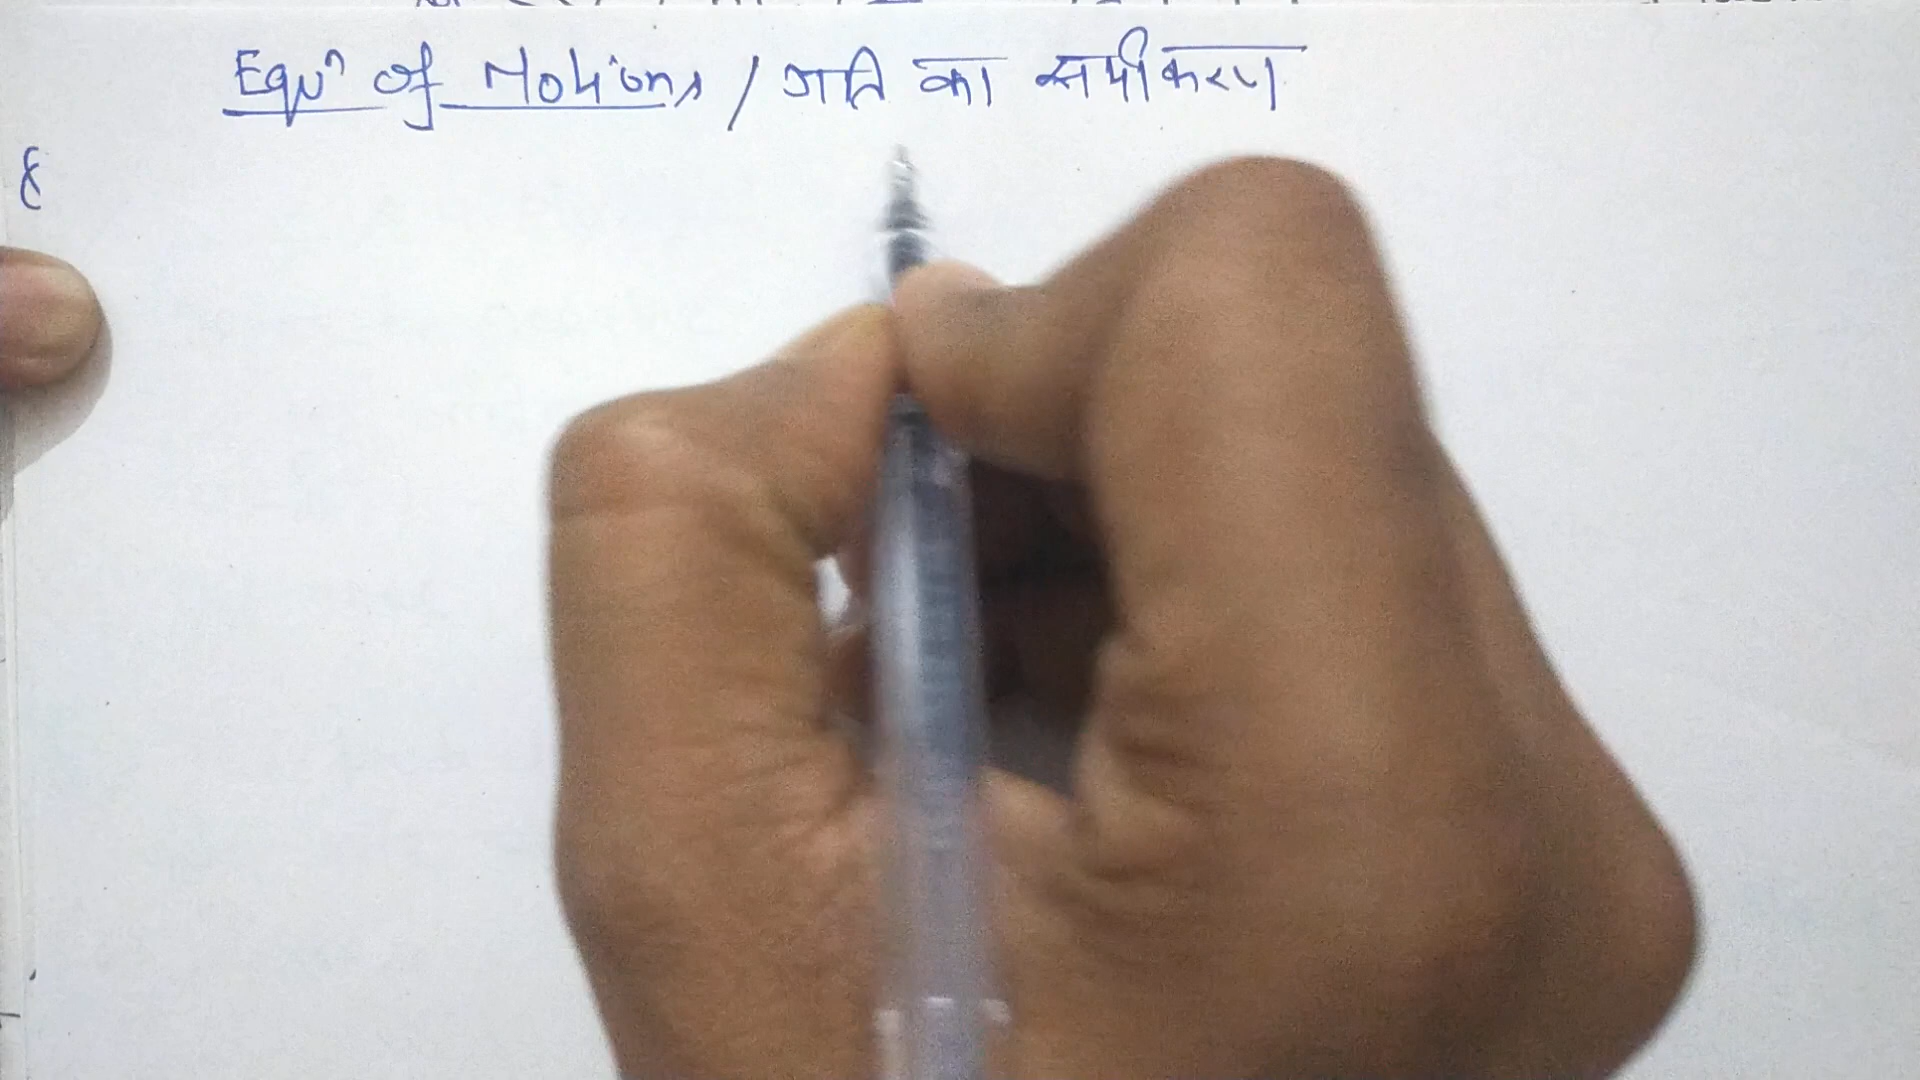 Equⁿ of Motions / गति का समीकरण